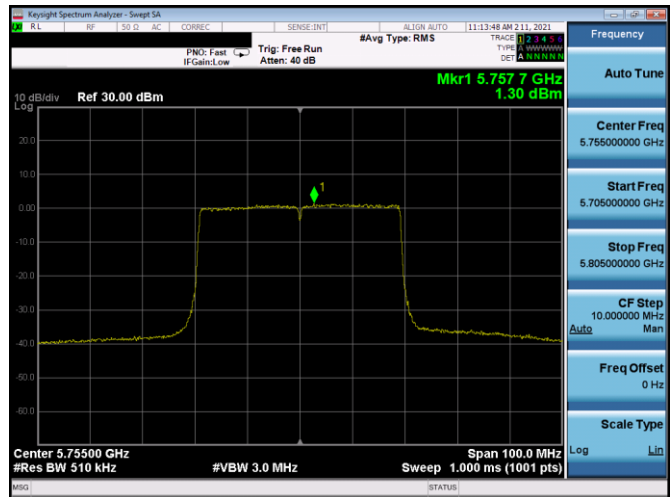 Keysight Spectrum Analyzer - Swept SA
RL RF 50 Ω AC CORREC SENSE:INT ALIGN AUTO 11:13:48 AM 2 11, 2021
#Avg Type: RMS TRACE 1 2 3 4 5 6
PNO: Fast Trig: Free Run TYPE A WWWWW
IFGain:Low Atten: 40 dB DET A N N N N N
Mkr1 5.757 7 GHz
1.30 dBm
10 dB/div Ref 30.00 dBm
Log
20.0
10.0
1
0.00
-10.0
-20.0
-30.0
-40.0
-50.0
-60.0
Center 5.75500 GHz Span 100.0 MHz
#Res BW 510 kHz #VBW 3.0 MHz Sweep 1.000 ms (1001 pts)
MSG STATUS
Frequency
Auto Tune
Center Freq
5.755000000 GHz
Start Freq
5.705000000 GHz
Stop Freq
5.805000000 GHz
CF Step
10.000000 MHz
Auto Man
Freq Offset
0 Hz
Scale Type
Log Lin